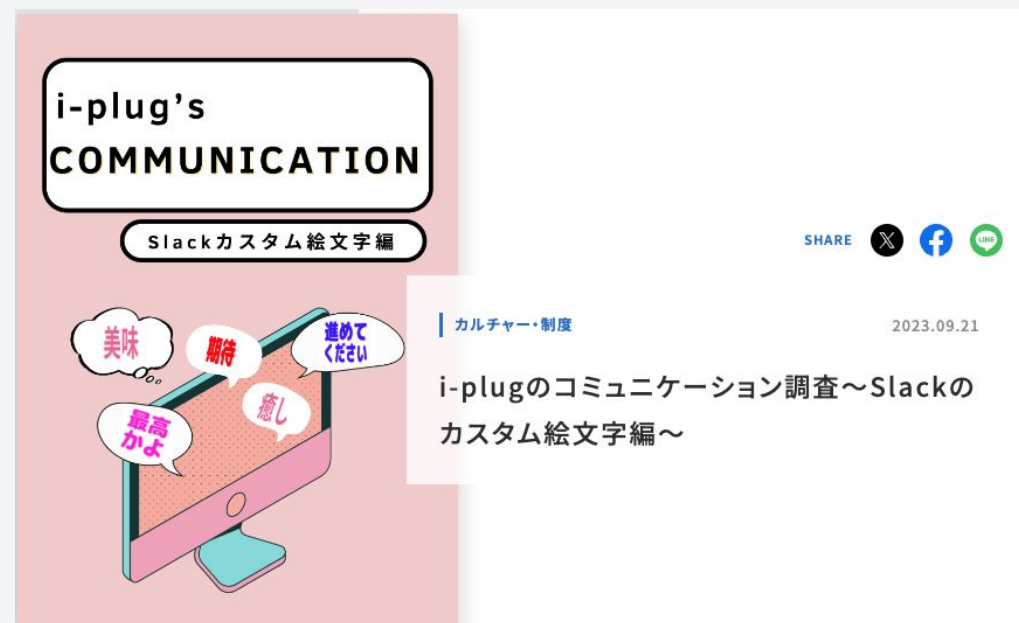 i-plug's
COMMUNICATION
Slackカスタム絵文字編
美味
期待
進めて
ください
癒し
最高
かよ
SHARE
LINE
カルチャー・制度
2023.09.21
i-plugのコミュニケーション調査〜Slackの
カスタム絵文字編〜